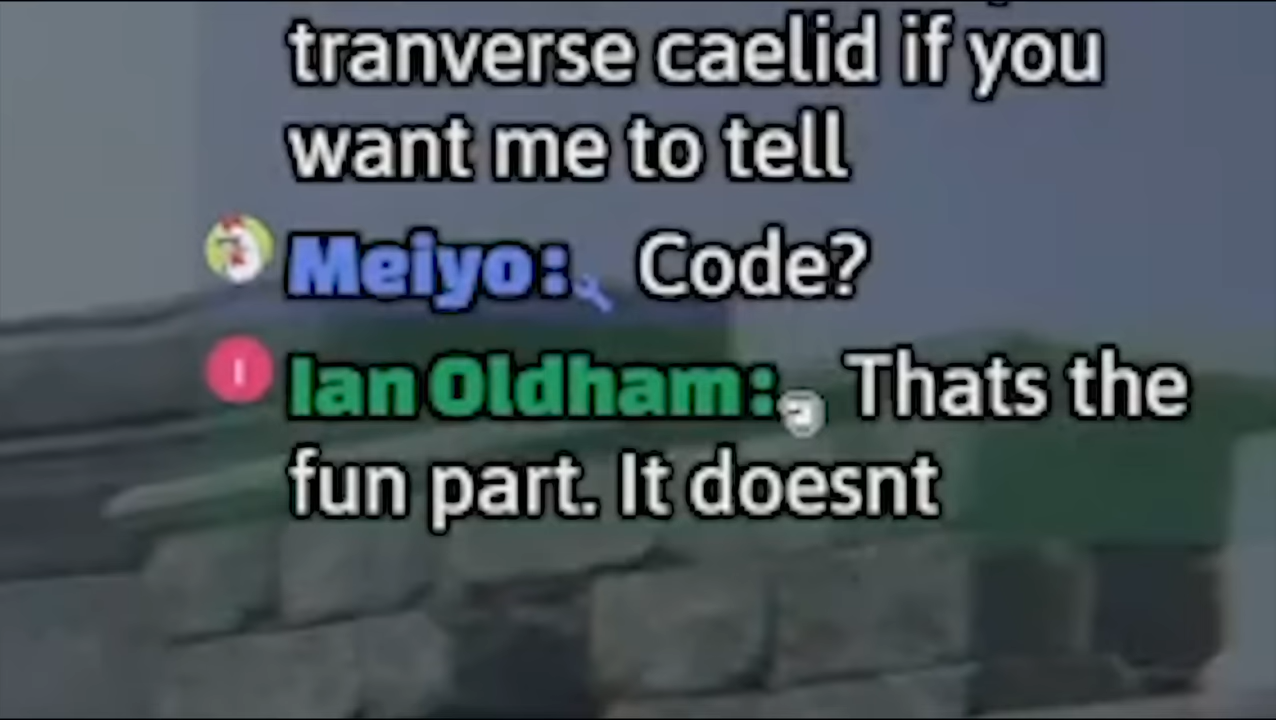 tranverse caelid if you
want me to tell
Meiyo: Code?
I
Ian Oldham: Thats the
fun part. It doesnt